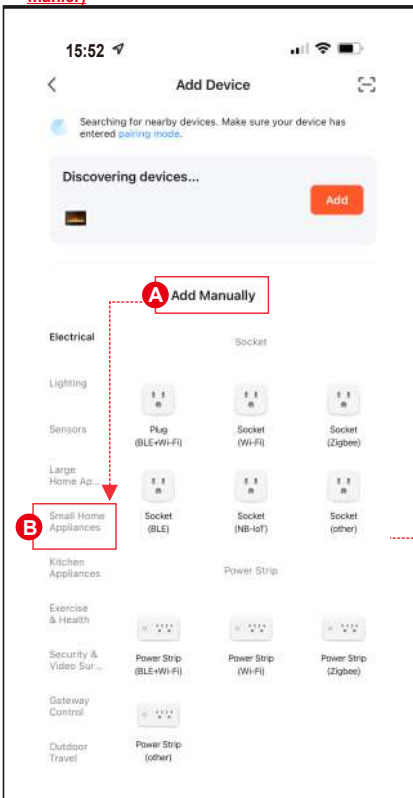 manier)
15:52
Add Device
Searching for nearby devices. Make sure your device has
entered pairing mode.
Discovering devices...
Add
A Add Manually
Electrical
Lighting
Sensors
Large
Home Ap...
B Small Home
Appliances
Kitchen
Appliances
Exercise
& Health
Security &
Video Sur...
Gateway
Control
Outdoor
Travel
Socket
Plug
(BLE+Wi-Fi)
Socket
(Wi-Fi)
Socket
(Zigbee)
Socket
(BLE)
Socket
(NB-IoT)
Socket
(other)
Power Strip
Power Strip
(BLE+Wi-Fi)
Power Strip
(Wi-Fi)
Power Strip
(Zigbee)
Power Strip
(other)